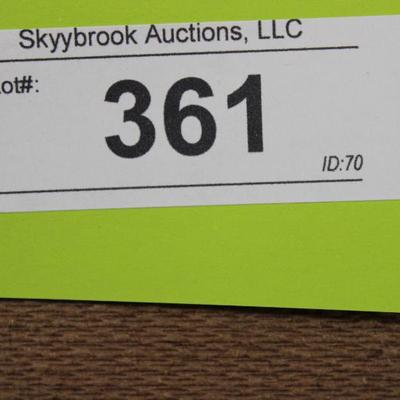 Skyybrook Auctions, LLC
ot#:
361
ID:70